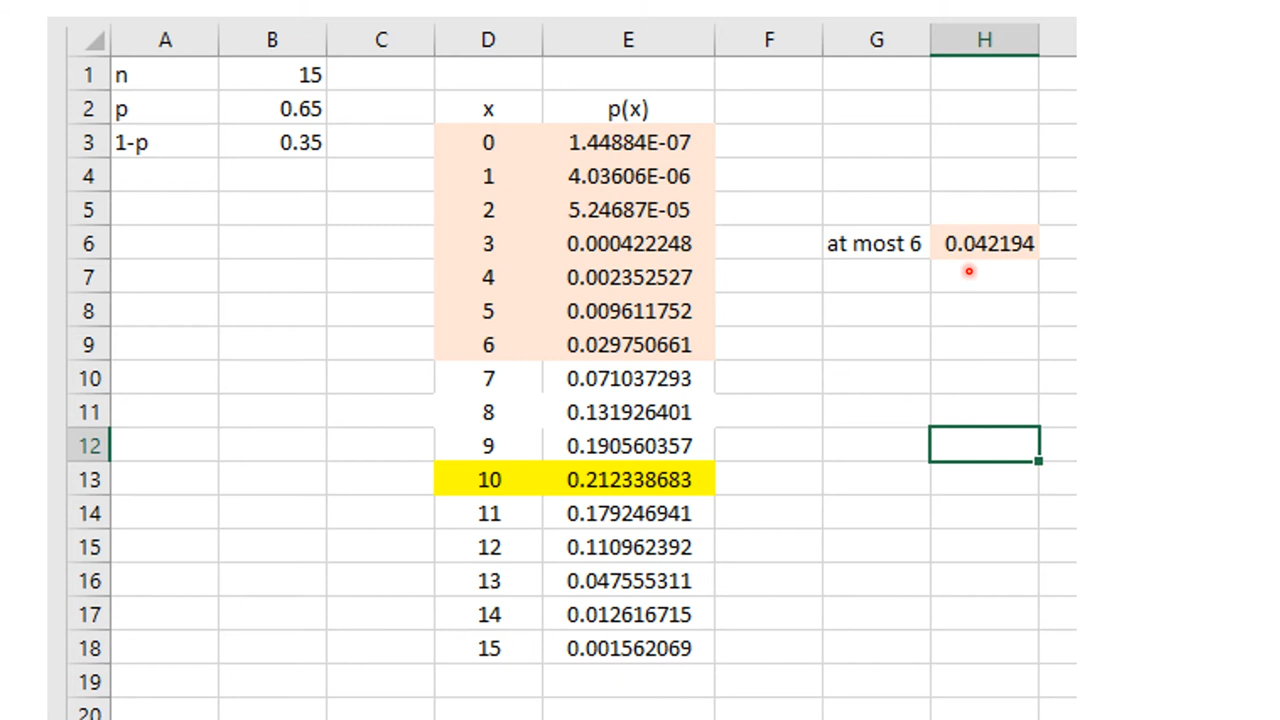 A B C D E F G H
1 n 15
2 p 0.65 x p(x)
3 1-p 0.35 0 1.44884E-07
4 1 4.03606E-06
5 2 5.24687E-05
6 3 0.000422248 at most 6 0.042194
7 4 0.002352527
8 5 0.009611752
9 6 0.029750661
10 7 0.071037293
11 8 0.131926401
12 9 0.190560357
13 10 0.212338683
14 11 0.179246941
15 12 0.110962392
16 13 0.047555311
17 14 0.012616715
18 15 0.001562069
19
20